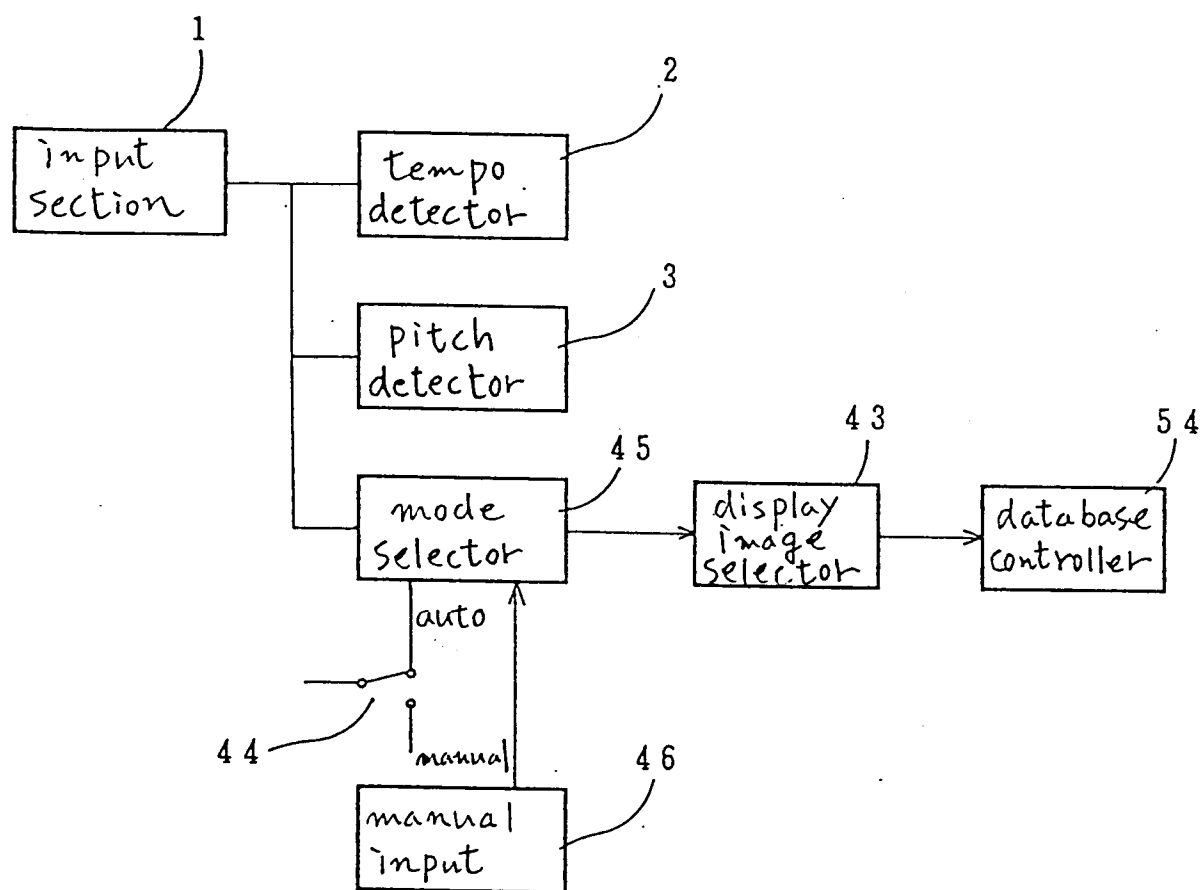 1
input
section
2
tempo
detector
3
pitch
detector
45
mode
selector
43
display
image
selector
54
database
controller
auto
44
manual
46
manual
input